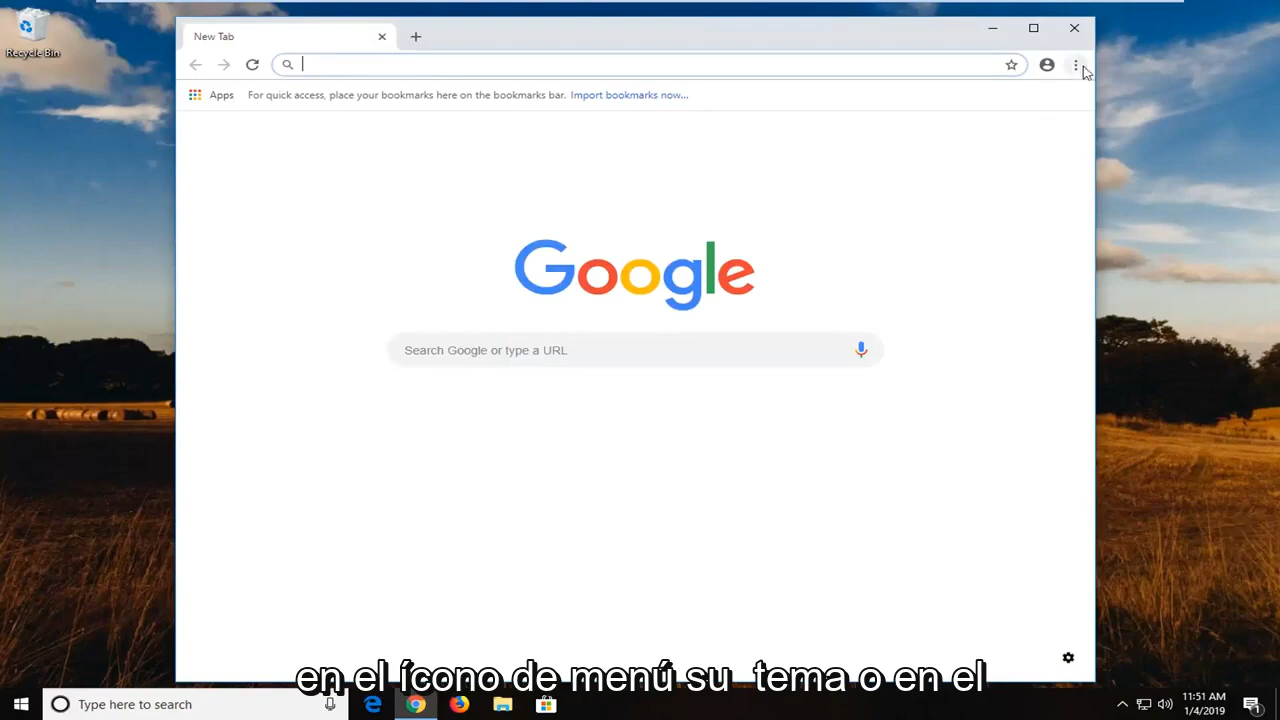 Recycle Bin
New Tab
Apps For quick access, place your bookmarks here on the bookmarks bar. Import bookmarks now...
Google
Search Google or type a URL
en el ícono de menú su tema o en el
Type here to search
11:51 AM
1/4/2019
1